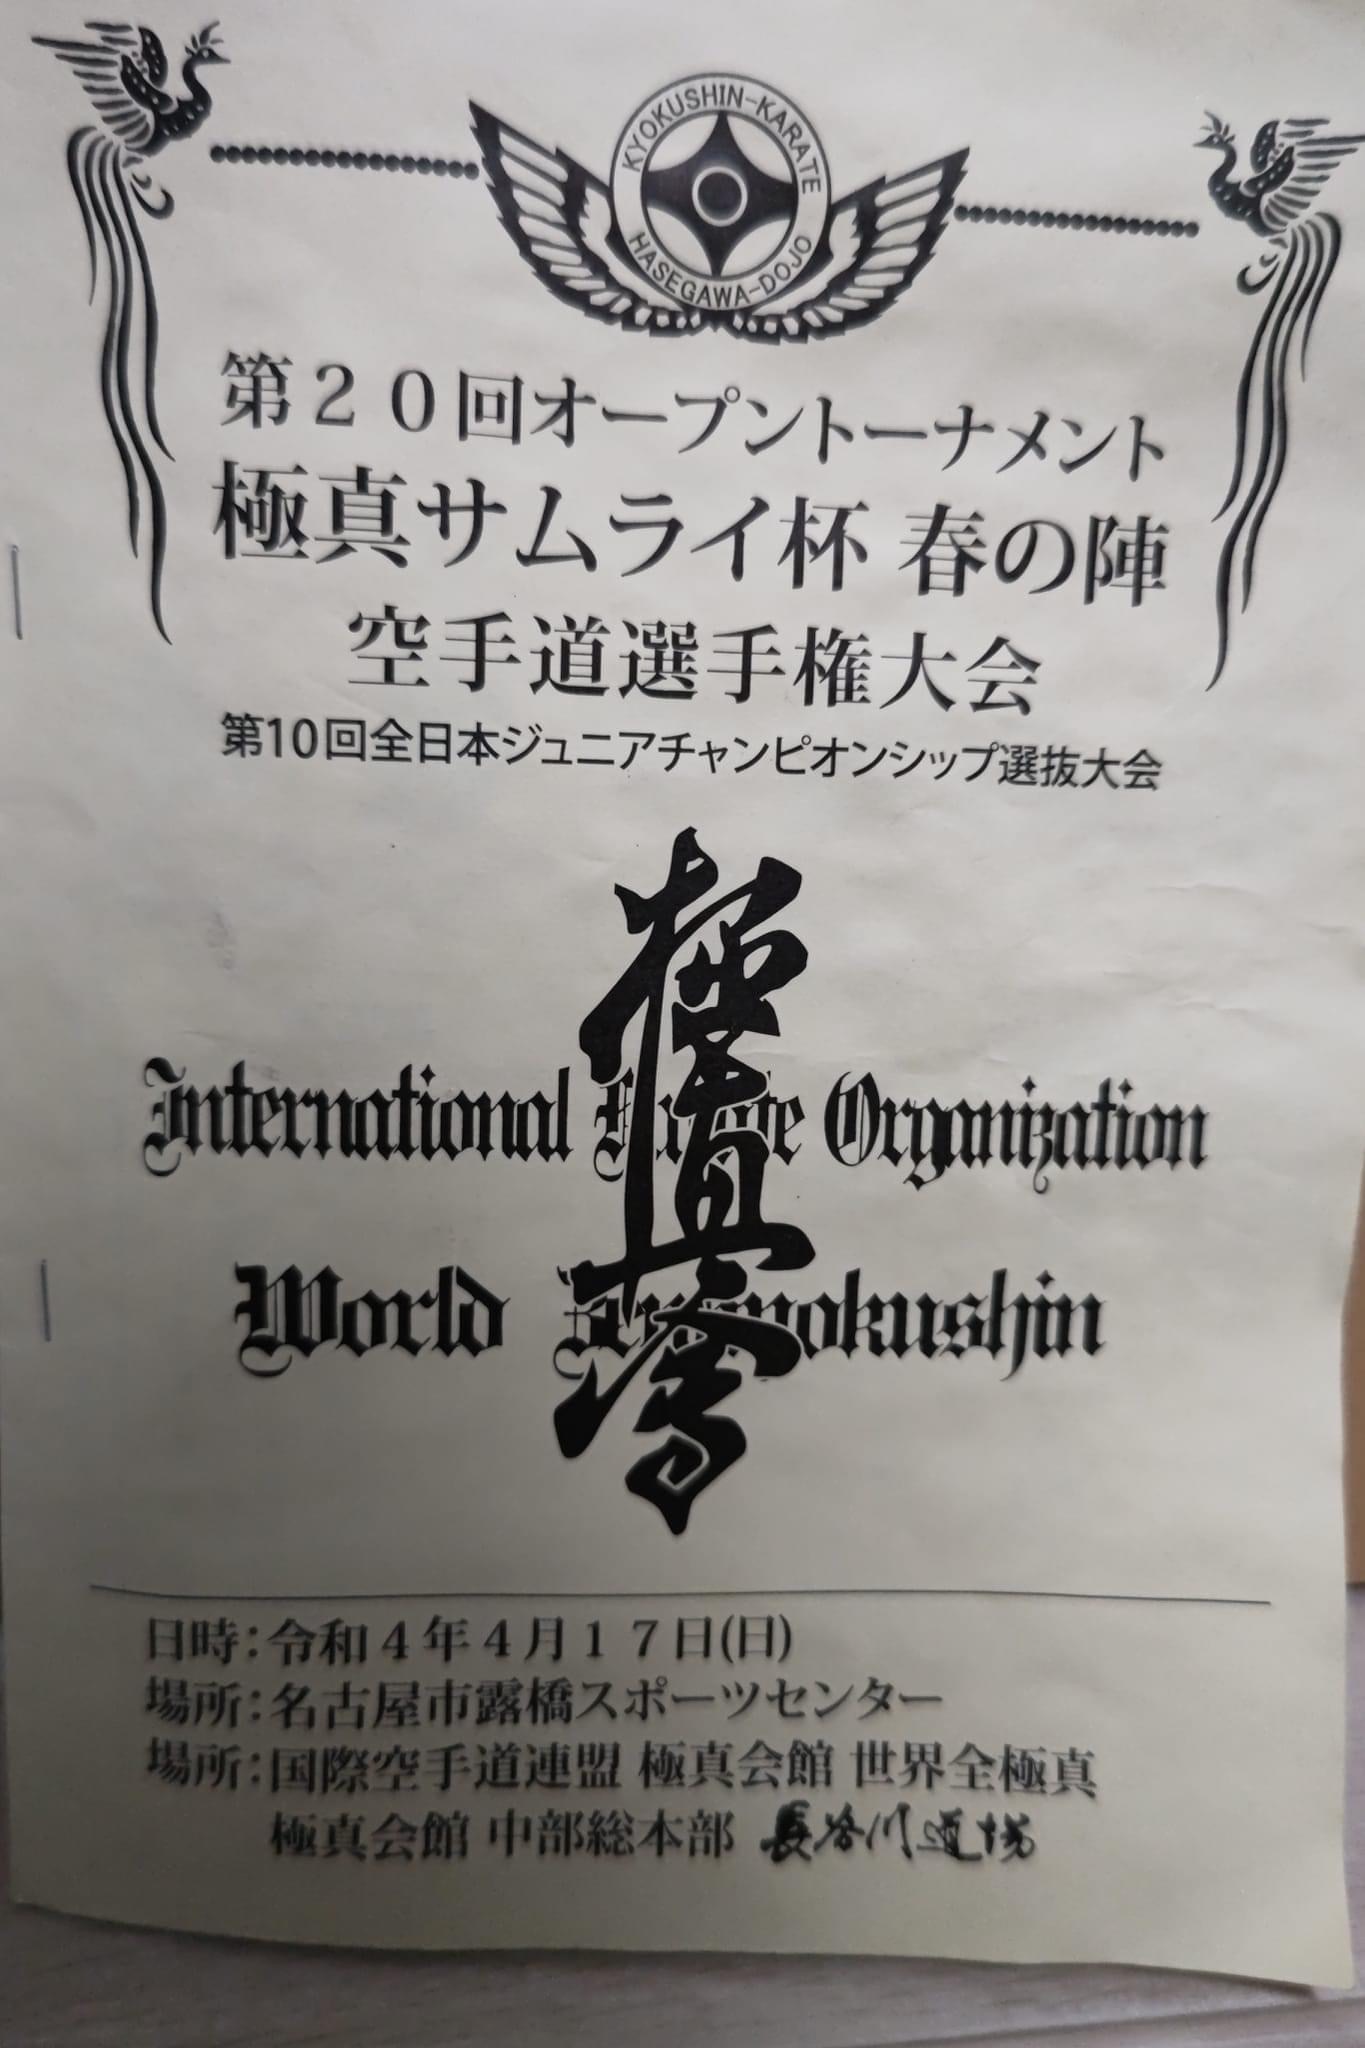 KYOKUSHIN-KARATE
HASEGAWA-DOJO
第20回オープントーナメント
極真サムライ杯 春の陣
空手道選手権大会
第10回全日本ジュニアチャンピオンシップ選抜大会
極真會
International Karate Organization
World Zenkyokushin
日時:令和4年4月17日(日)
場所:名古屋市露橋スポーツセンター
場所:国際空手道連盟 極真会館 世界全極真
極真会館 中部総本部 長谷川道場